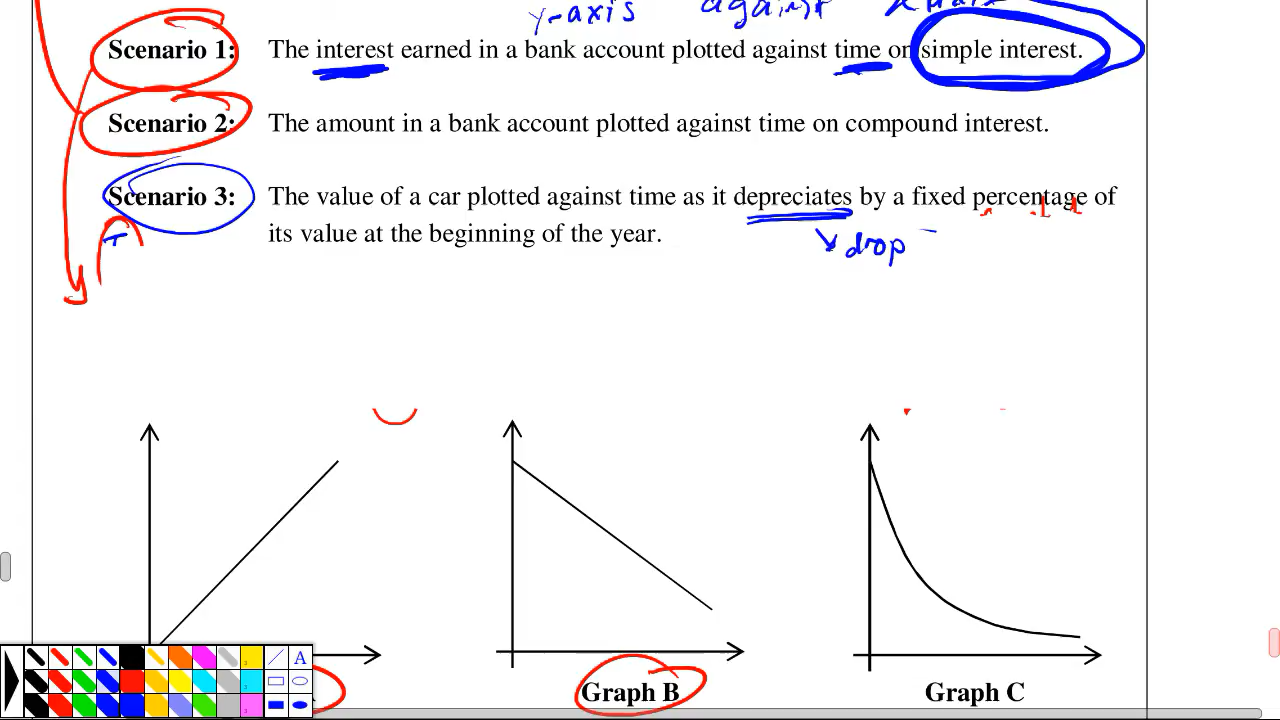 y-axis against
Scenario 1: The interest earned in a bank account plotted against time on simple interest.
Scenario 2: The amount in a bank account plotted against time on compound interest.
Scenario 3: The value of a car plotted against time as it depreciates by a fixed percentage of
its value at the beginning of the year.
drop
y
Graph B Graph C
A